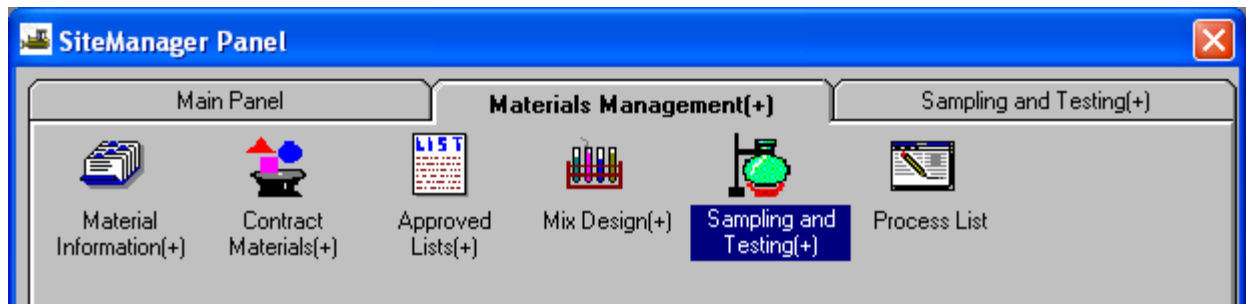 SiteManager Panel
Main Panel
Materials Management(+)
Sampling and Testing(+)
LIST
Material
Information(+)
Contract
Materials(+)
Approved
Lists(+)
Mix Design(+)
Sampling and
Testing(+)
Process List